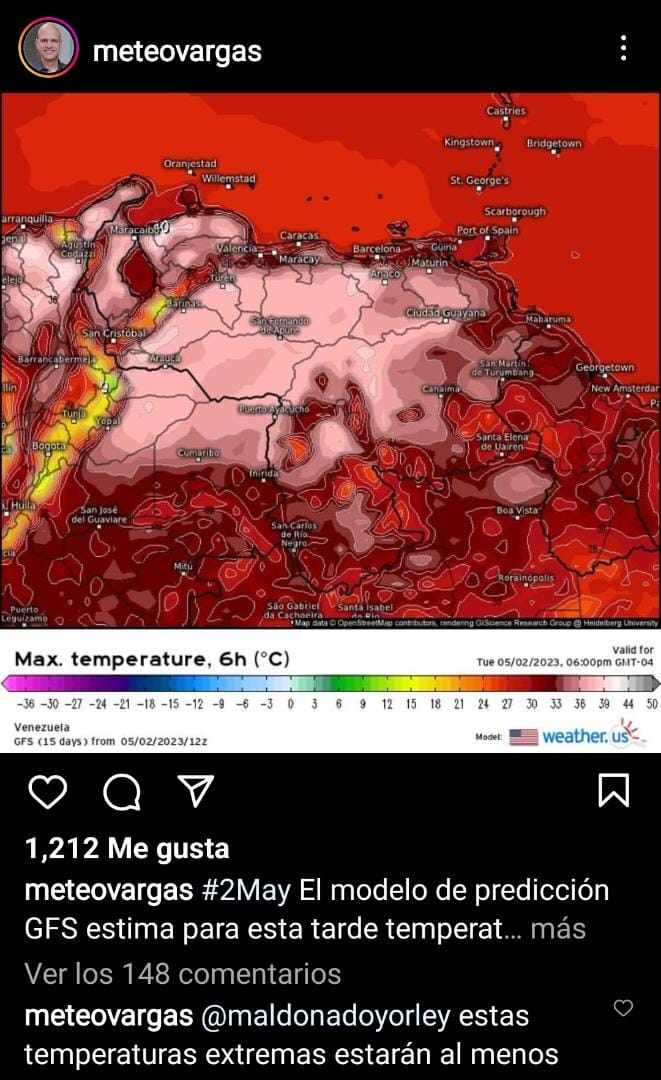 meteovargas
Castries
Kingstown
Bridgetown
Oranjestad
Willemstad
St. George's
Scarborough
arranquilla
Maracaibo
Caracas
Port of Spain
Valencia
Barcelona
Güiria
Agustín
Codazzi
Maracay
Maturín
Turén
Anaco
Barinas
San Fernando
de Apure
Ciudad Guayana
Mabaruma
San Cristóbal
Barrancabermeja
Arauca
San Martín
de Turumbang
Georgetown
Canaima
New Amsterdam
Tunja
Yopal
Puerto Ayacucho
Bogotá
Cumaribo
Santa Elena
de Uairén
Inírida
Huila
San José
del Guaviare
Boa Vista
San Carlos
de Río
Negro
Mitú
Rorainópolis
Puerto
Leguízamo
São Gabriel
da Cachoeira
Santa Isabel
do Rio
Map data © OpenStreetMap contributors, rendering GIScience Research Group @ Heidelberg University
Max. temperature, 6h (°C)
Valid for
Tue 05/02/2023, 06:00pm GMT-04
-36 -30 -27 -24 -21 -18 -15 -12 -9 -6 -3 0 3 6 9 12 15 18 21 24 27 30 33 36 39 44 50
Venezuela
GFS (15 days) from 05/02/2023/12z
Model:
weather.us
1,212 Me gusta
meteovargas #2May El modelo de predicción
GFS estima para esta tarde temperat... más
Ver los 148 comentarios
meteovargas @maldonadoyorley estas
temperaturas extremas estarán al menos